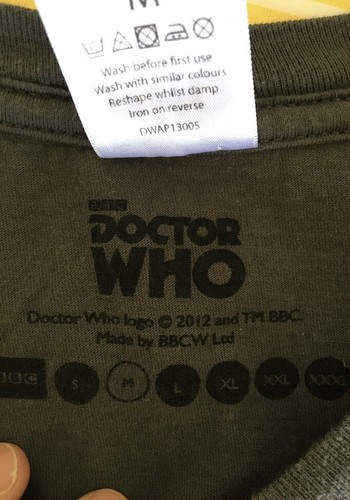 M
Wash before first use
Wash with similar colours
Reshape whilst damp
Iron on reverse
DWAP13005
BBC
DOCTOR
WHO
Doctor Who logo © 2012 and TM BBC.
Made by BBCW Ltd
BBC S M L XL XXL XXXL